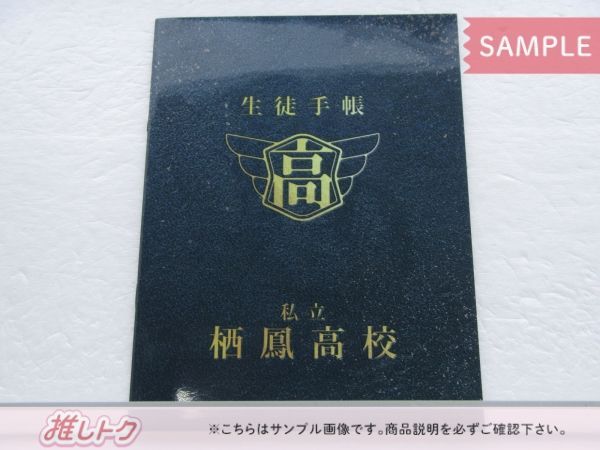 SAMPLE
生徒手帳
高
私立
栖鳳高校
推しトク
※こちらはサンプル画像です。商品説明を必ずご確認下さい。